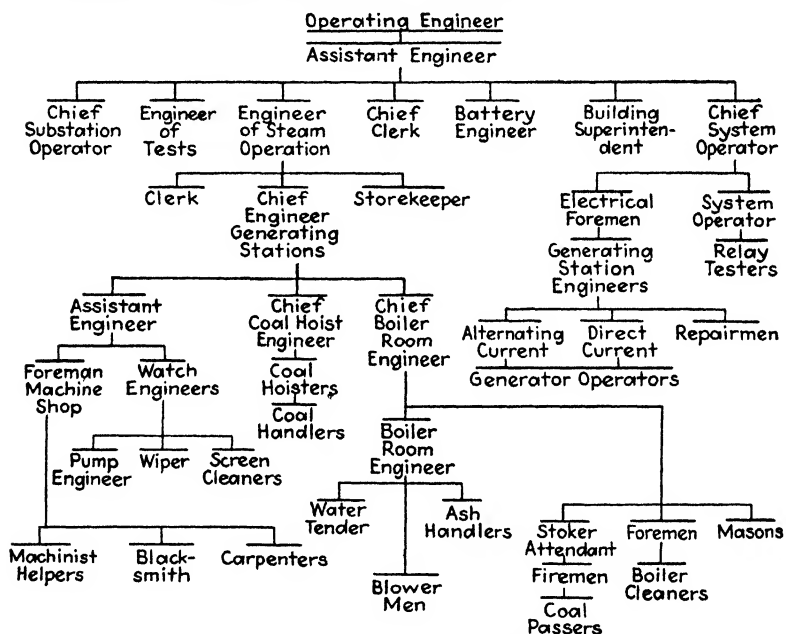 Operating Engineer
Assistant Engineer
Chief
Substation
Operator
Engineer
of
Tests
Engineer
of Steam
Operation
Chief
Clerk
Battery
Engineer
Building
Superinten-
dent
Chief
System
Operator
Clerk
Chief
Engineer
Generating
Stations
Storekeeper
Electrical
Foremen
System
Operator
Generating
Station
Engineers
Relay
Testers
Assistant
Engineer
Chief
Coal Hoist
Engineer
Chief
Boiler
Room
Engineer
Alternating
Current
Direct
Current
Repairmen
Generator Operators
Foreman
Machine
Shop
Watch
Engineers
Coal
Hoisters
Coal
Handlers
Boiler
Room
Engineer
Pump
Engineer
Wiper
Screen
Cleaners
Water
Tender
Ash
Handlers
Stoker
Attendant
Foremen
Masons
Machinist
Helpers
Black-
smith
Carpenters
Blower
Men
Firemen
Boiler
Cleaners
Coal
Passers